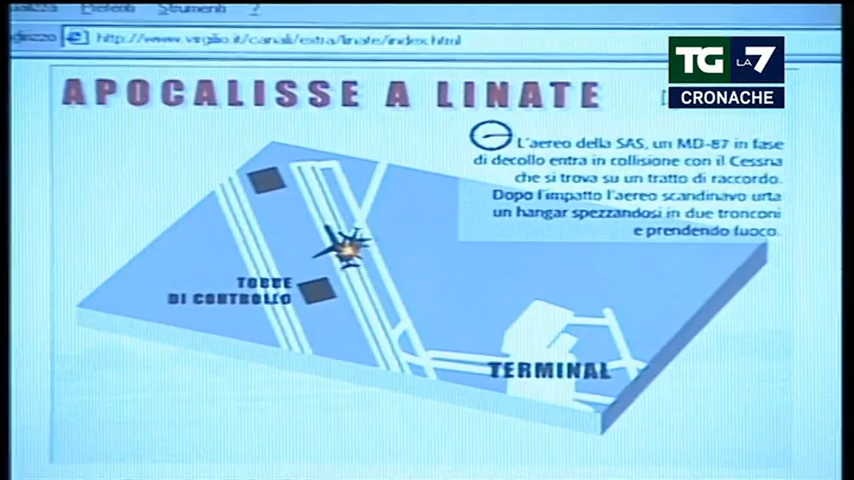 Preferiti Strumenti ?
http://www.virgilio.it/canali/extra/linate/index.html
TG LA 7
CRONACHE
APOCALISSE A LINATE
L'aereo della SAS, un MD-87 in fase
di decollo entra in collisione con il Cessna
che si trova su un tratto di raccordo.
Dopo l'impatto l'aereo scandinavo urta
un hangar spezzandosi in due tronconi
e prendendo fuoco.
TORRE
DI CONTROLLO
TERMINAL